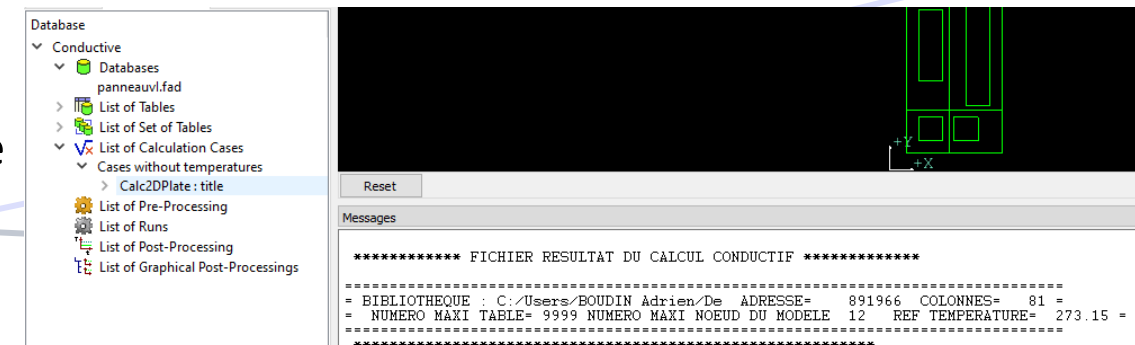 Database
Conductive
Databases
panneauvl.fad
List of Tables
List of Set of Tables
List of Calculation Cases
Cases without temperatures
Calc2DPlate : title
List of Pre-Processing
List of Runs
List of Post-Processing
List of Graphical Post-Processings
e
+Y
+X
Reset
Messages
************ FICHIER RESULTAT DU CALCUL CONDUCTIF *************
= BIBLIOTHEQUE : C:/Users/BOUDIN Adrien/De ADRESSE= 891966 COLONNES= 81 =
= NUMERO MAXI TABLE= 9999 NUMERO MAXI NOEUD DU MODELE 12 REF TEMPERATURE= 273.15 =